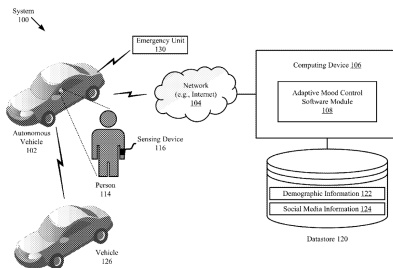 System
100
Emergency Unit
130
Network
(e.g., Internet)
104
Computing Device 106
Adaptive Mood Control
Software Module
108
Autonomous
Vehicle
102
Sensing Device
116
Person
114
Vehicle
126
Demographic Information 122
Social Media Information 124
Datastore 120